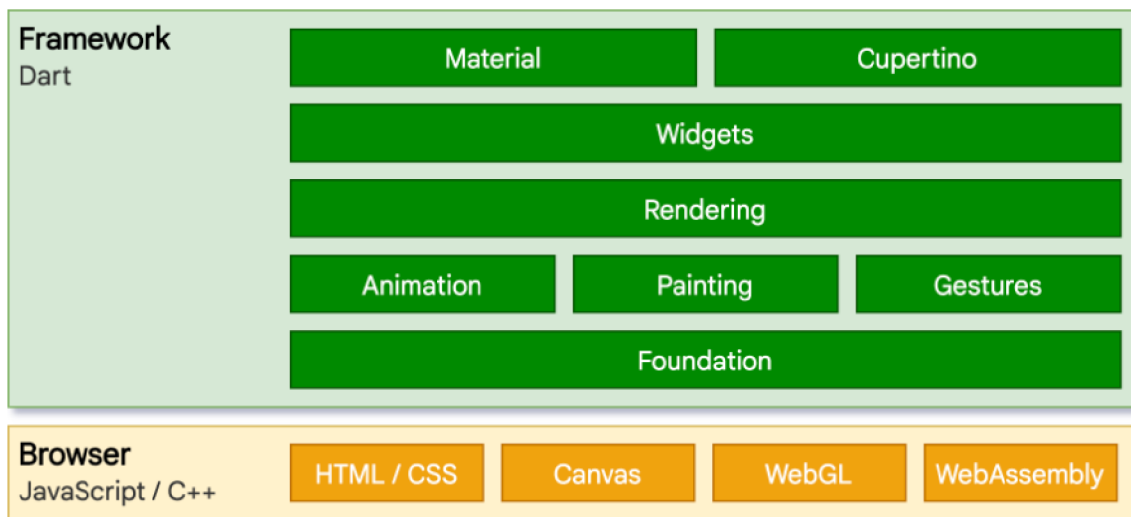 Framework
Dart
Material
Cupertino
Widgets
Rendering
Animation
Painting
Gestures
Foundation
Browser
JavaScript / C++
HTML / CSS
Canvas
WebGL
WebAssembly